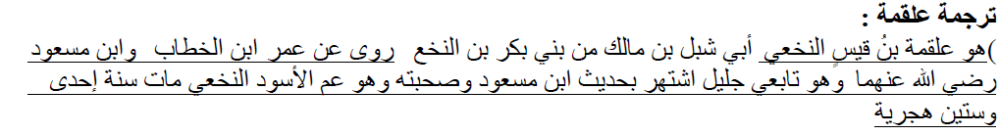 ترجمة علقمة :
)هو علقمة بنُ قيسٍ النخعي أبي شبل بن مالك من بني بكر بن النخع روى عن عمر ابن الخطاب وابن مسعود
رضي الله عنهما وهو تابعي جليل اشتهر بحديث ابن مسعود وصحبته وهو عم الأسود النخعي مات سنة إحدى
وستين هجرية